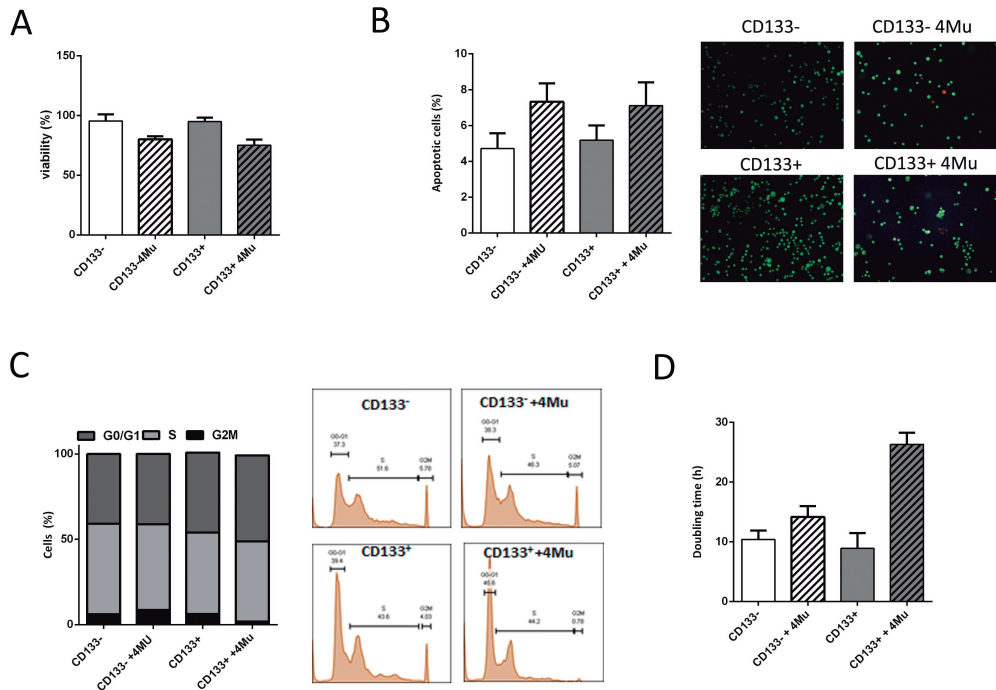 A
150
100
50
0
viability (%)
CD133-
CD133-4Mu
CD133+
CD133+ 4Mu
B
10
8
6
4
2
0
Apoptotic cells (%)
CD133-
CD133- +4MU
CD133+
CD133+ + 4Mu
CD133-
CD133- 4Mu
CD133+
CD133+ 4Mu
C
G0/G1 S G2M
100
50
0
Cells (%)
CD133-
CD133- +4MU
CD133+
CD133+ +4Mu
CD133-
G0-G1
37.3
S
51.6
G2M
5.78
CD133- +4Mu
G0-G1
38.3
S
46.3
G2M
5.07
CD133+
G0-G1
39.4
S
43.6
G2M
4.03
CD133+ +4Mu
G0-G1
45.6
S
44.2
G2M
0.78
D
30
20
10
0
Doubling time (h)
CD133-
CD133- + 4Mu
CD133+
CD133+ + 4Mu